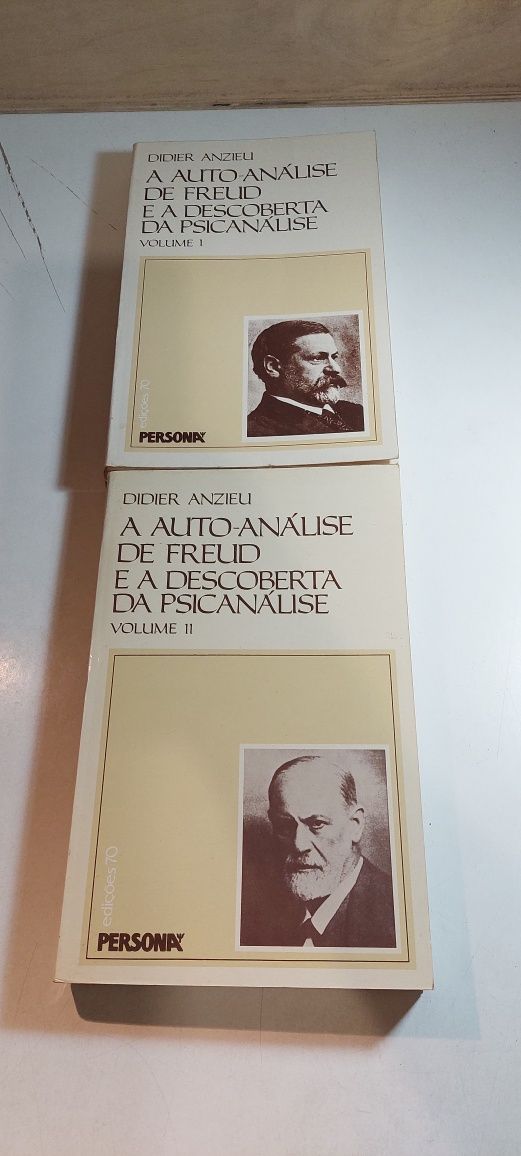 DIDIER ANZIEU
A AUTO-ANÁLISE
DE FREUD
E A DESCOBERTA
DA PSICANÁLISE
VOLUME I
edições 70
PERSONA
DIDIER ANZIEU
A AUTO-ANÁLISE
DE FREUD
E A DESCOBERTA
DA PSICANÁLISE
VOLUME II
edições 70
PERSONA